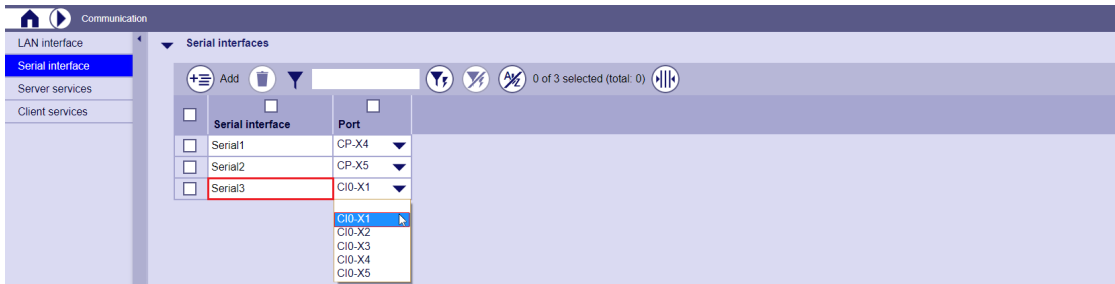 Communication
LAN interface
Serial interface
Server services
Client services
Serial interfaces
Add
0 of 3 selected (total: 0)
Serial interface Port
Serial1 CP-X4
Serial2 CP-X5
Serial3 CI0-X1
CI0-X1
CI0-X2
CI0-X3
CI0-X4
CI0-X5